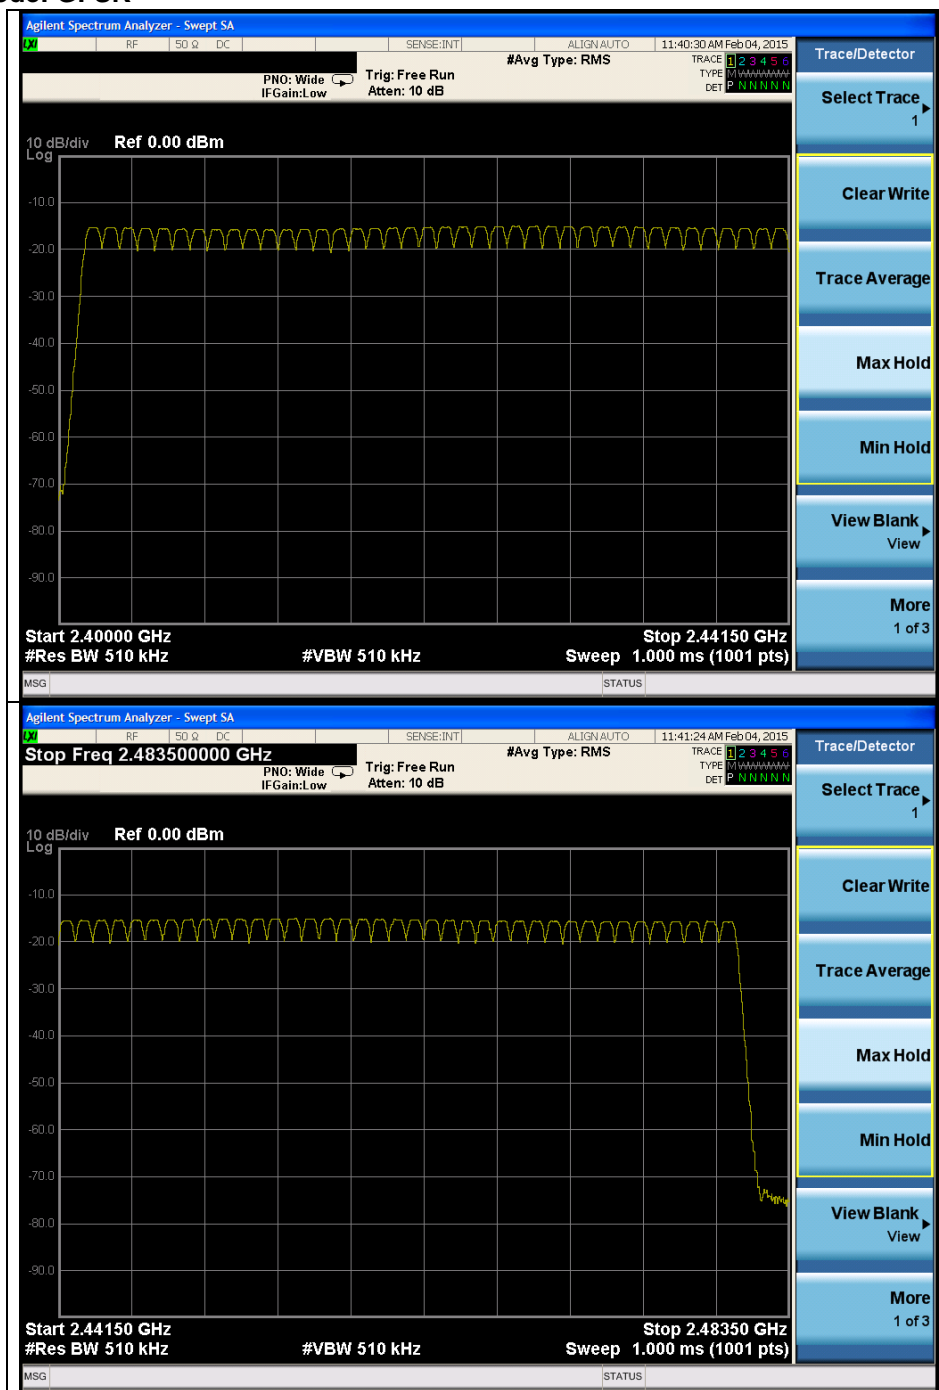 Agilent Spectrum Analyzer - Swept SA
LXI RF 50 Ω DC SENSE:INT ALIGN AUTO 11:40:30 AM Feb 04, 2015
#Avg Type: RMS TRACE 1 2 3 4 5 6
PNO: Wide Trig: Free Run TYPE M WWWWW
IFGain:Low Atten: 10 dB DET P N N N N N
Trace/Detector
Select Trace
1
Clear Write
Trace Average
Max Hold
Min Hold
View Blank
View
More
1 of 3
10 dB/div Ref 0.00 dBm
Log
-10.0
-20.0
-30.0
-40.0
-50.0
-60.0
-70.0
-80.0
-90.0
Start 2.40000 GHz Stop 2.44150 GHz
#Res BW 510 kHz #VBW 510 kHz Sweep 1.000 ms (1001 pts)
MSG STATUS
Agilent Spectrum Analyzer - Swept SA
LXI RF 50 Ω DC SENSE:INT ALIGN AUTO 11:41:24 AM Feb 04, 2015
Stop Freq 2.483500000 GHz #Avg Type: RMS TRACE 1 2 3 4 5 6
PNO: Wide Trig: Free Run TYPE M WWWWW
IFGain:Low Atten: 10 dB DET P N N N N N
Trace/Detector
Select Trace
1
Clear Write
Trace Average
Max Hold
Min Hold
View Blank
View
More
1 of 3
10 dB/div Ref 0.00 dBm
Log
-10.0
-20.0
-30.0
-40.0
-50.0
-60.0
-70.0
-80.0
-90.0
Start 2.44150 GHz Stop 2.48350 GHz
#Res BW 510 kHz #VBW 510 kHz Sweep 1.000 ms (1001 pts)
MSG STATUS